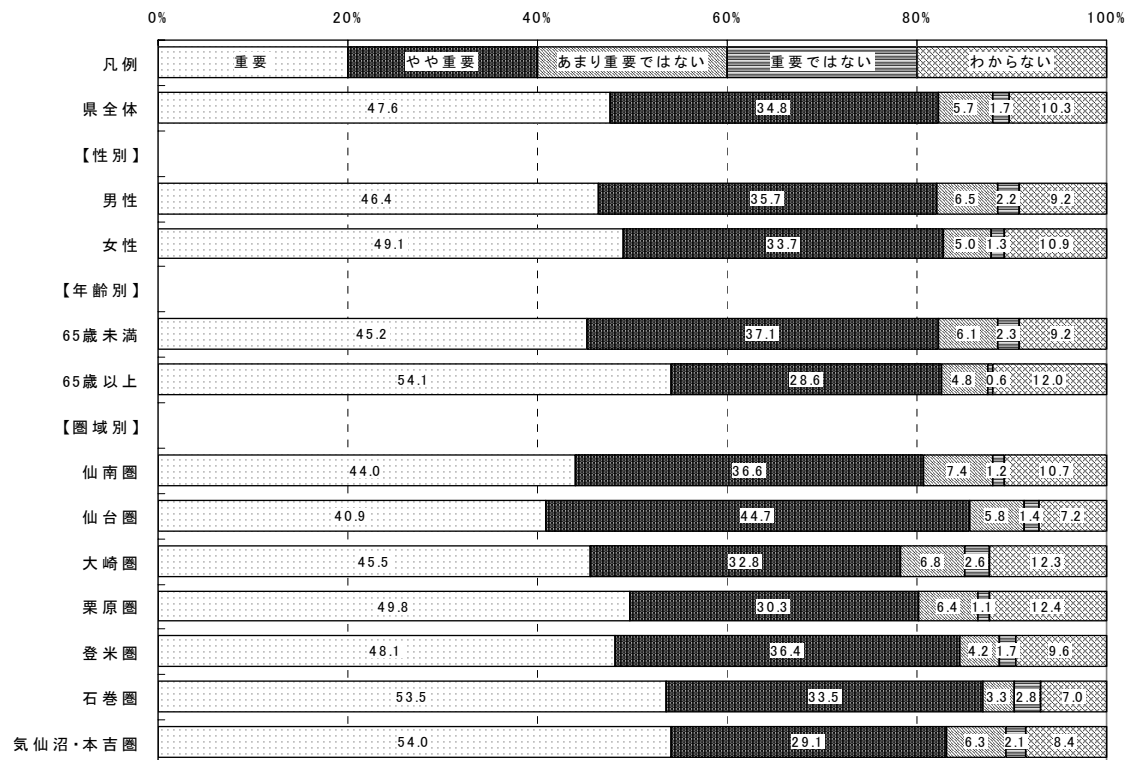 0% 20% 40% 60% 80% 100%
凡例 重要 やや重要 あまり重要ではない 重要ではない わからない
県全体 47.6 34.8 5.7 1.7 10.3
【性別】
男性 46.4 35.7 6.5 2.2 9.2
女性 49.1 33.7 5.0 1.3 10.9
【年齢別】
65歳未満 45.2 37.1 6.1 2.3 9.2
65歳以上 54.1 28.6 4.8 0.6 12.0
【圏域別】
仙南圏 44.0 36.6 7.4 1.2 10.7
仙台圏 40.9 44.7 5.8 1.4 7.2
大崎圏 45.5 32.8 6.8 2.6 12.3
栗原圏 49.8 30.3 6.4 1.1 12.4
登米圏 48.1 36.4 4.2 1.7 9.6
石巻圏 53.5 33.5 3.3 2.8 7.0
気仙沼・本吉圏 54.0 29.1 6.3 2.1 8.4